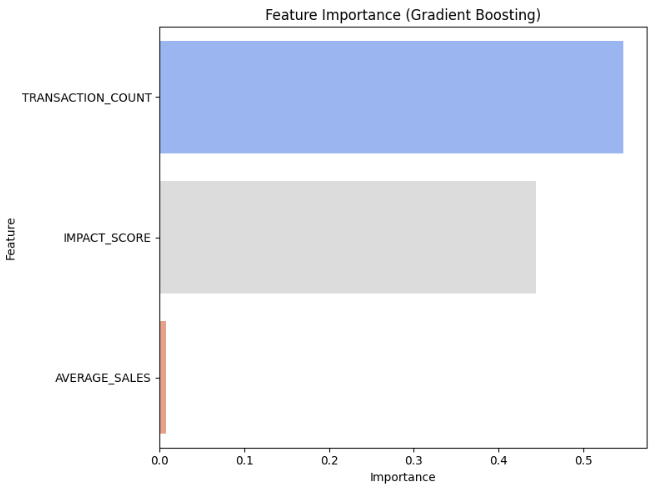 Feature Importance (Gradient Boosting)
TRANSACTION_COUNT
IMPACT_SCORE
AVERAGE_SALES
Feature
0.0 0.1 0.2 0.3 0.4 0.5
Importance